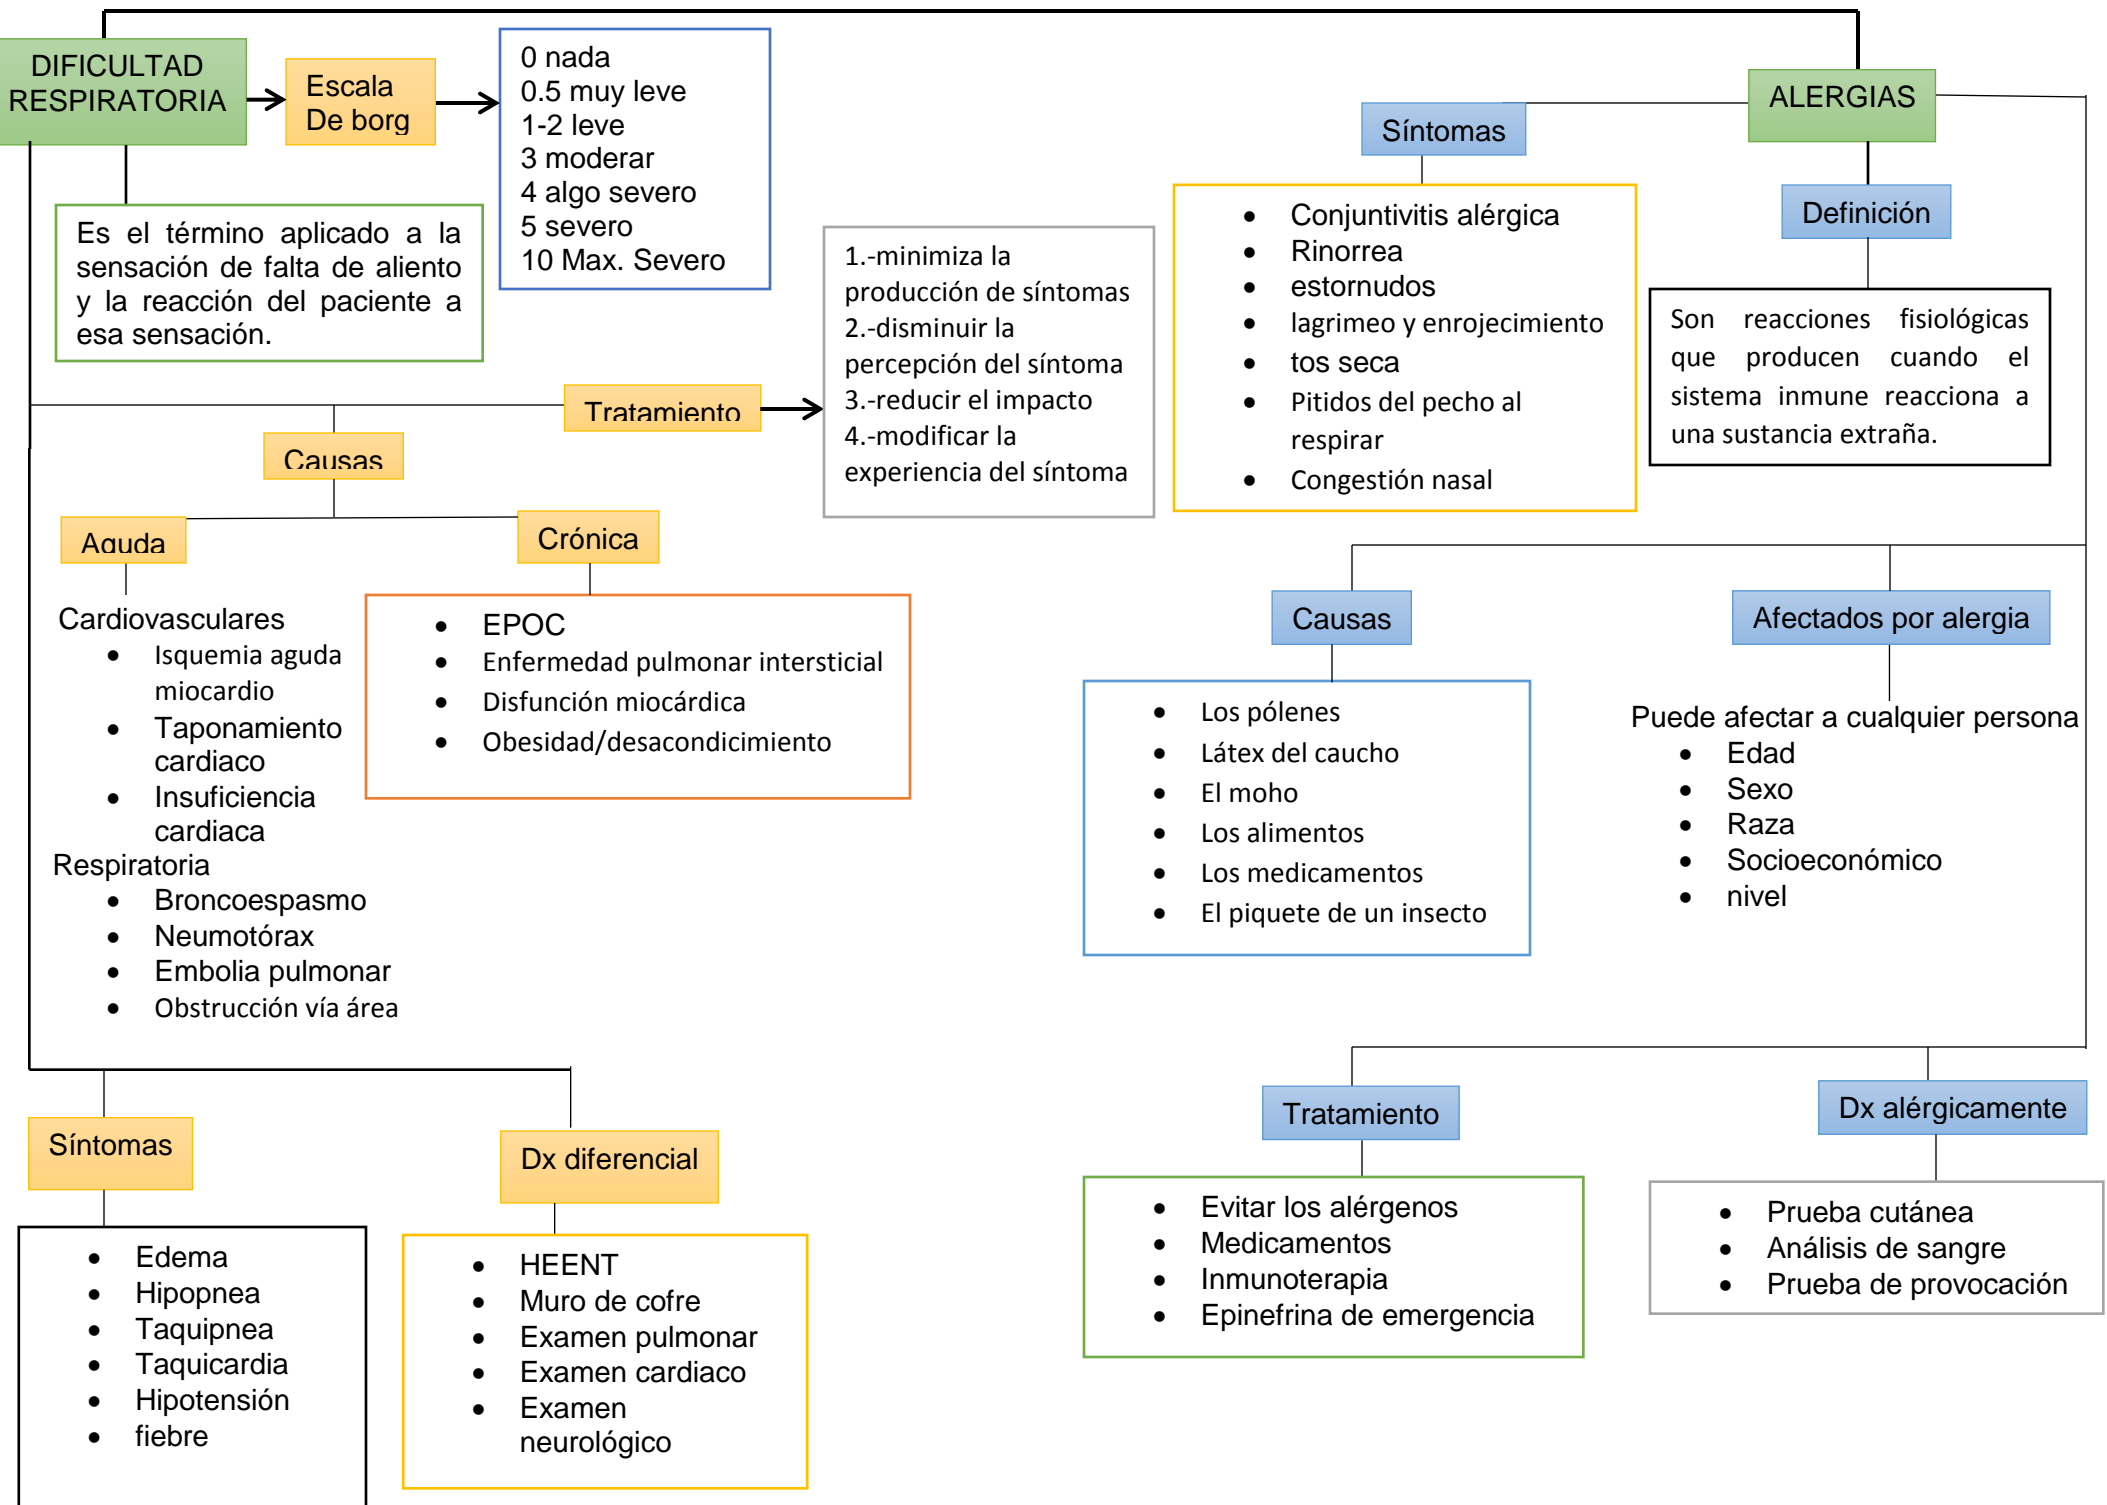 DIFICULTAD
RESPIRATORIA
Escala
De borg
0 nada
0.5 muy leve
1-2 leve
3 moderar
4 algo severo
5 severo
10 Max. Severo
Es el término aplicado a la
sensación de falta de aliento
y la reacción del paciente a
esa sensación.
Tratamiento
1.-minimiza la
producción de síntomas
2.-disminuir la
percepción del síntoma
3.-reducir el impacto
4.-modificar la
experiencia del síntoma
Causas
Aguda
Crónica
Cardiovasculares
• Isquemia aguda
miocardio
• Taponamiento
cardiaco
• Insuficiencia
cardiaca
Respiratoria
• Broncoespasmo
• Neumotórax
• Embolia pulmonar
• Obstrucción vía área
• EPOC
• Enfermedad pulmonar intersticial
• Disfunción miocárdica
• Obesidad/desacondicimiento
Síntomas
• Edema
• Hipopnea
• Taquipnea
• Taquicardia
• Hipotensión
• fiebre
Dx diferencial
• HEENT
• Muro de cofre
• Examen pulmonar
• Examen cardiaco
• Examen
neurológico
ALERGIAS
Síntomas
• Conjuntivitis alérgica
• Rinorrea
• estornudos
• lagrimeo y enrojecimiento
• tos seca
• Pitidos del pecho al
respirar
• Congestión nasal
Definición
Son reacciones fisiológicas
que producen cuando el
sistema inmune reacciona a
una sustancia extraña.
Causas
• Los pólenes
• Látex del caucho
• El moho
• Los alimentos
• Los medicamentos
• El piquete de un insecto
Afectados por alergia
Puede afectar a cualquier persona
• Edad
• Sexo
• Raza
• Socioeconómico
• nivel
Tratamiento
• Evitar los alérgenos
• Medicamentos
• Inmunoterapia
• Epinefrina de emergencia
Dx alérgicamente
• Prueba cutánea
• Análisis de sangre
• Prueba de provocación